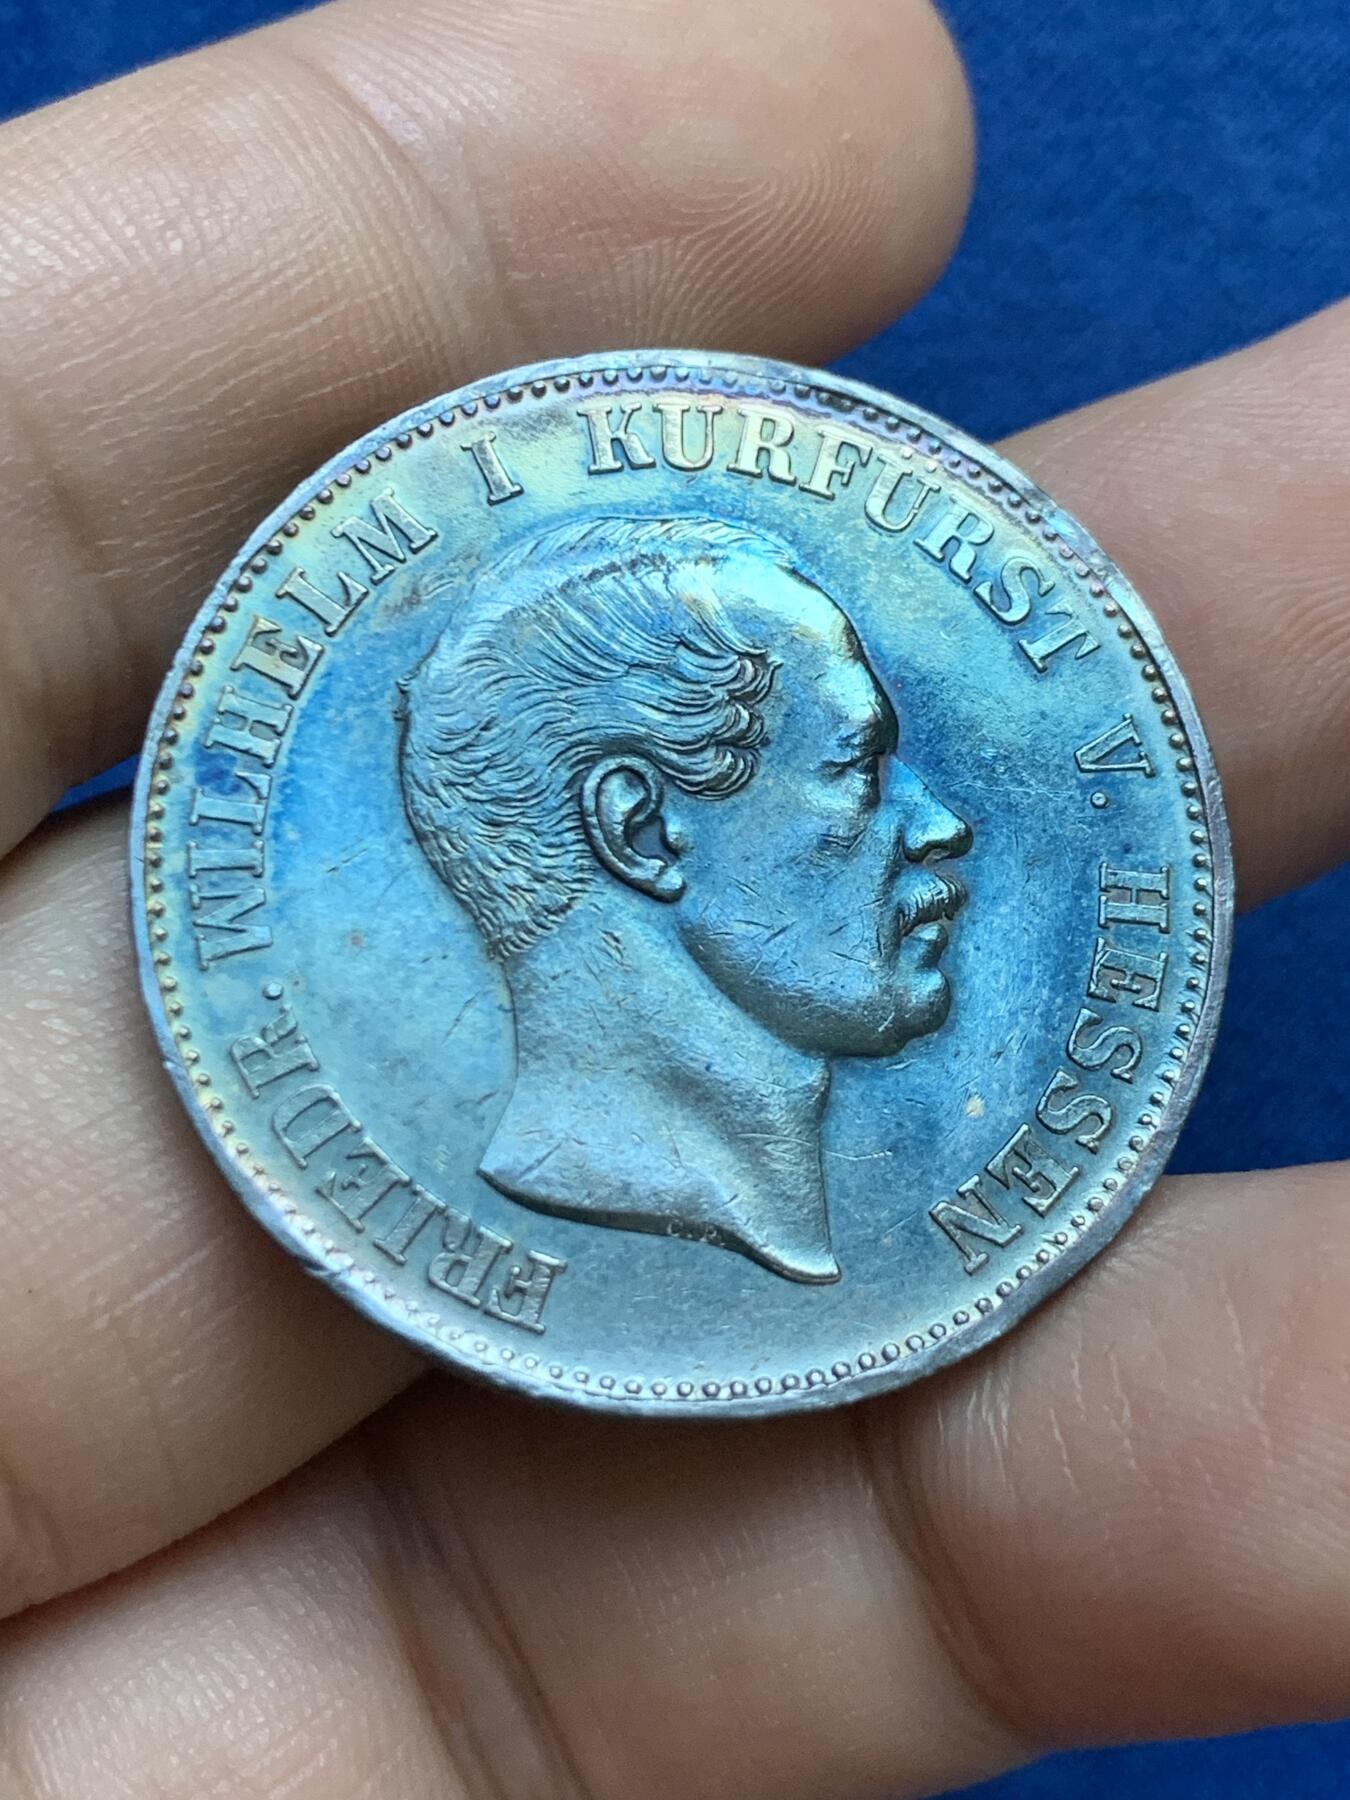 FRIEDR. WILHELM I KURFÜRST V. HESSEN
C.P.